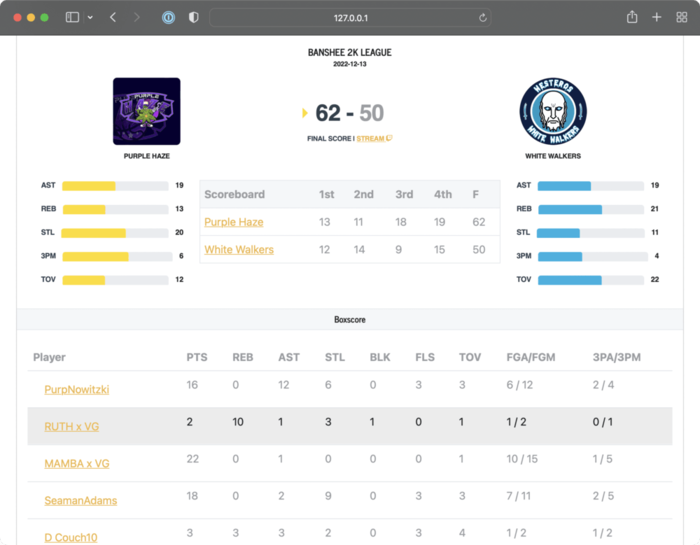 127.0.0.1
BANSHEE 2K LEAGUE
2022-12-13
PURPLE
WESTEROS
WHITE WALKERS
62 - 50
FINAL SCORE | STREAM
PURPLE HAZE
WHITE WALKERS
AST 19
REB 13
STL 20
3PM 6
TOV 12
Scoreboard 1st 2nd 3rd 4th F
Purple Haze 13 11 18 19 62
White Walkers 12 14 9 15 50
AST 19
REB 21
STL 11
3PM 4
TOV 22
Boxscore
Player PTS REB AST STL BLK FLS TOV FGA/FGM 3PA/3PM
PurpNowitzki 16 0 12 6 0 3 3 6 / 12 2 / 4
RUTH x VG 2 10 1 3 1 0 1 1 / 2 0 / 1
MAMBA x VG 22 0 1 0 0 0 1 10 / 15 1 / 5
SeamanAdams 18 0 2 9 0 3 3 7 / 11 2 / 5
D Couch10 3 3 3 2 0 3 4 1 / 2 1 / 2